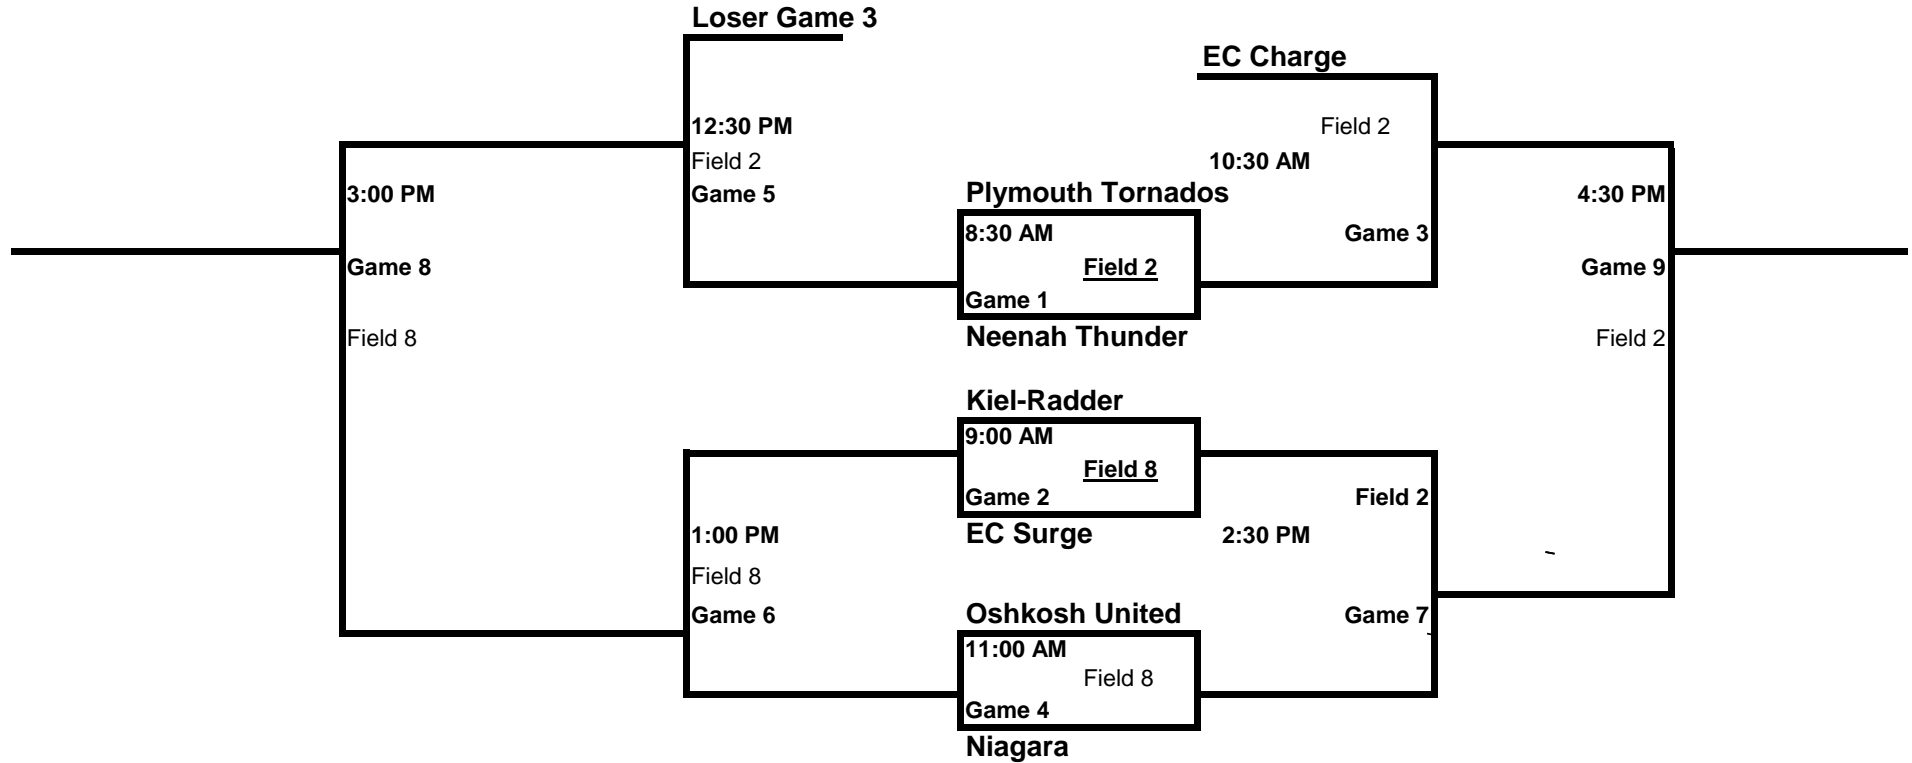 Loser Game 3
EC Charge
12:30 PM
Field 2
Field 2
10:30 AM
3:00 PM
Game 5
Plymouth Tornados
4:30 PM
8:30 AM
Game 3
Game 8
Field 2
Game 9
Game 1
Field 8
Neenah Thunder
Field 2
Kiel-Radder
9:00 AM
Field 8
Game 2
Field 2
1:00 PM
EC Surge
2:30 PM
Field 8
Game 6
Oshkosh United
Game 7
11:00 AM
Field 8
Game 4
Niagara